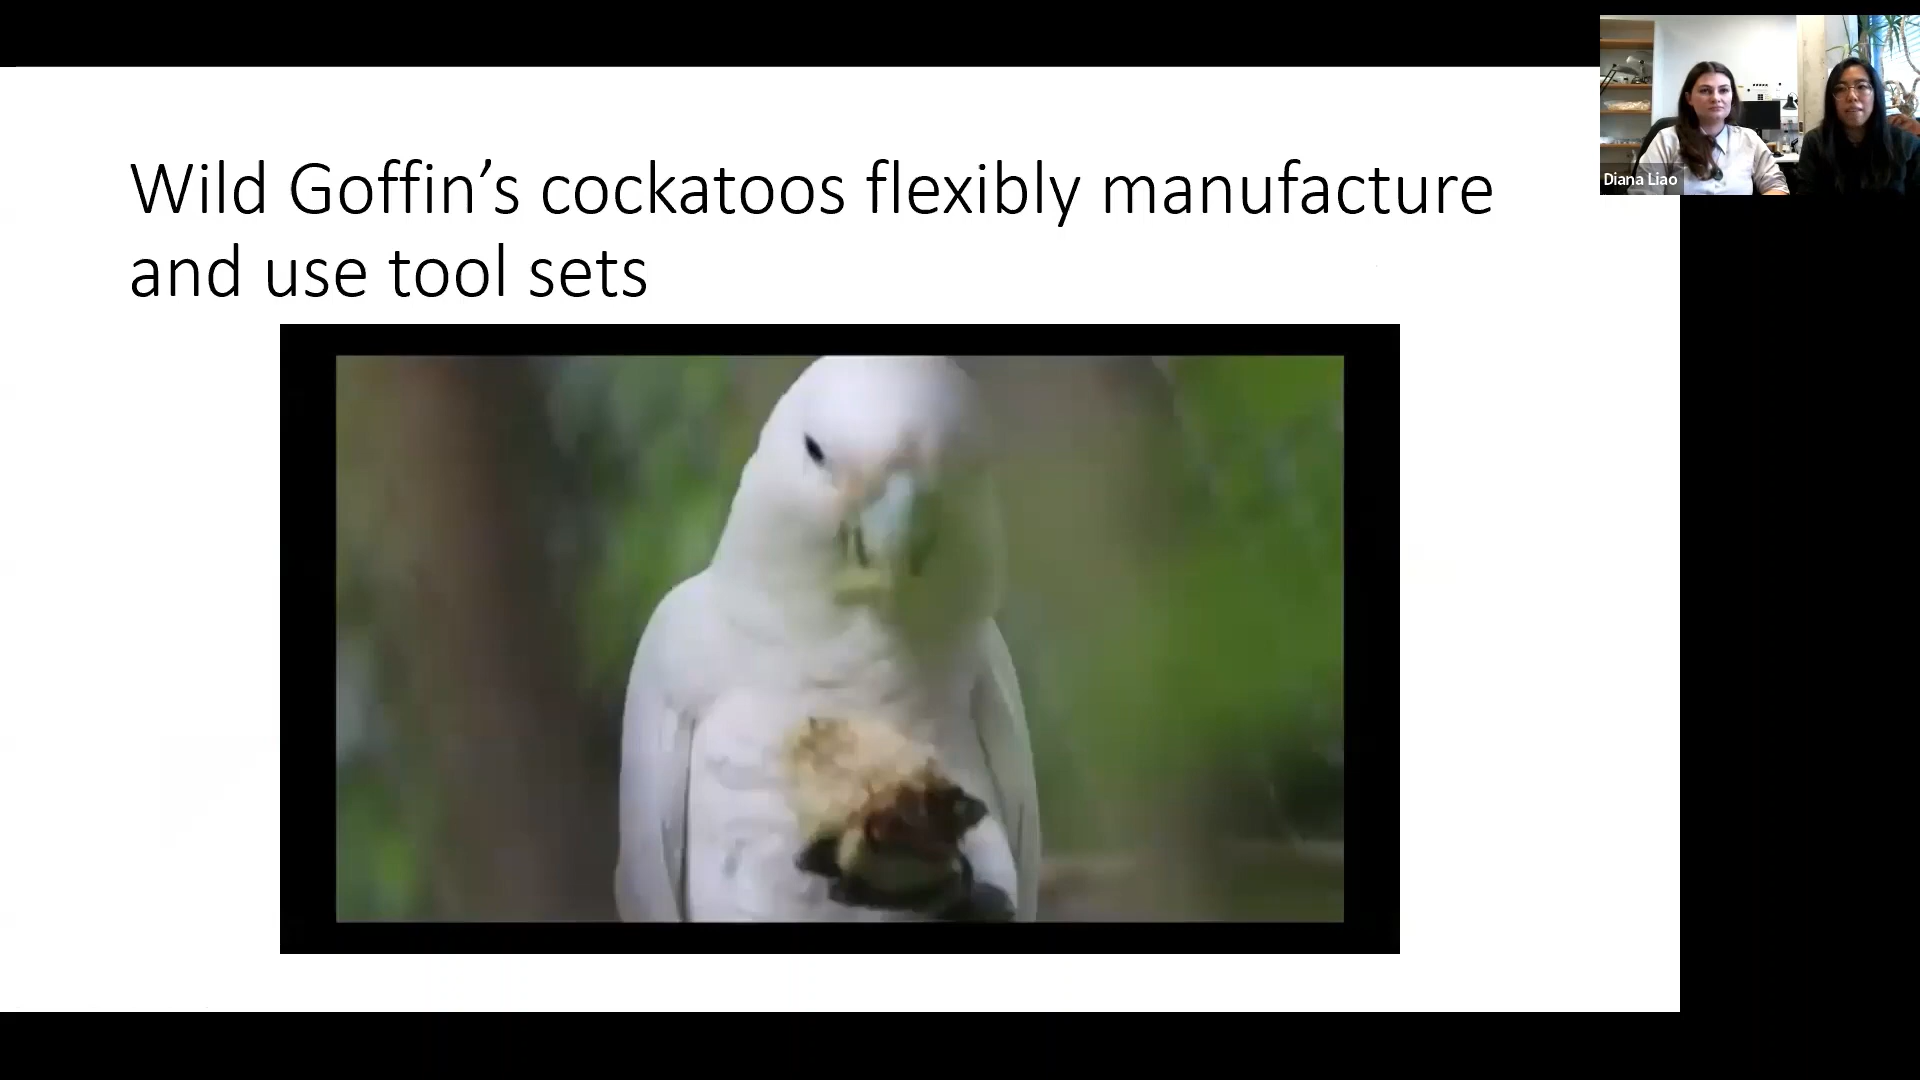 Wild Goffin’s cockatoos flexibly manufacture
and use tool sets
Diana Liao